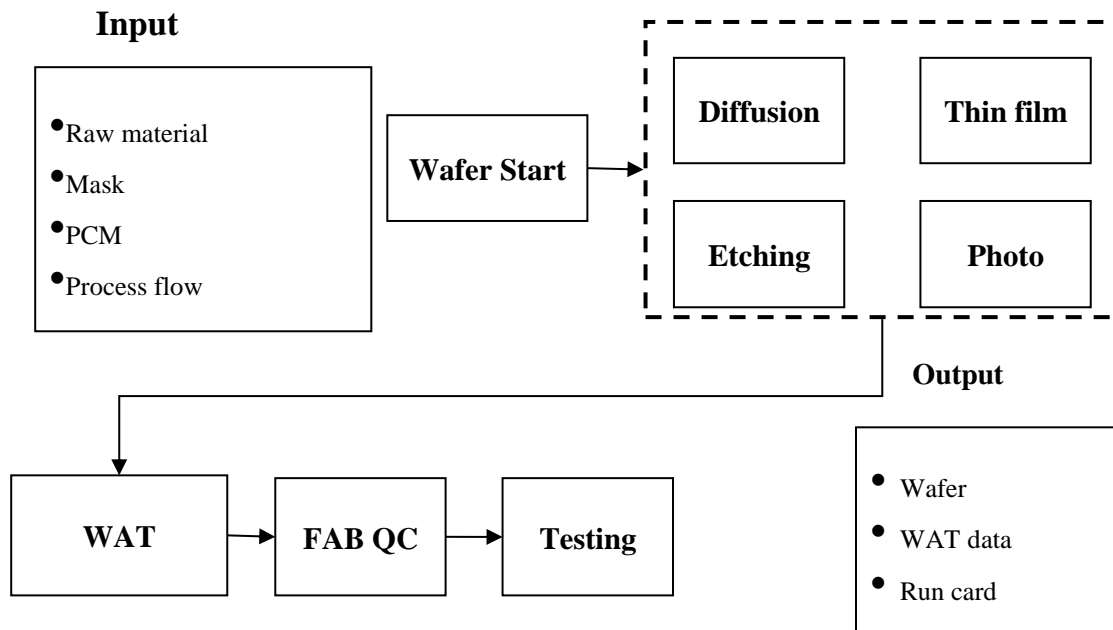 Input
•Raw material
•Mask
•PCM
•Process flow
Wafer Start
Diffusion
Thin film
Etching
Photo
Output
WAT
FAB QC
Testing
• Wafer
• WAT data
• Run card